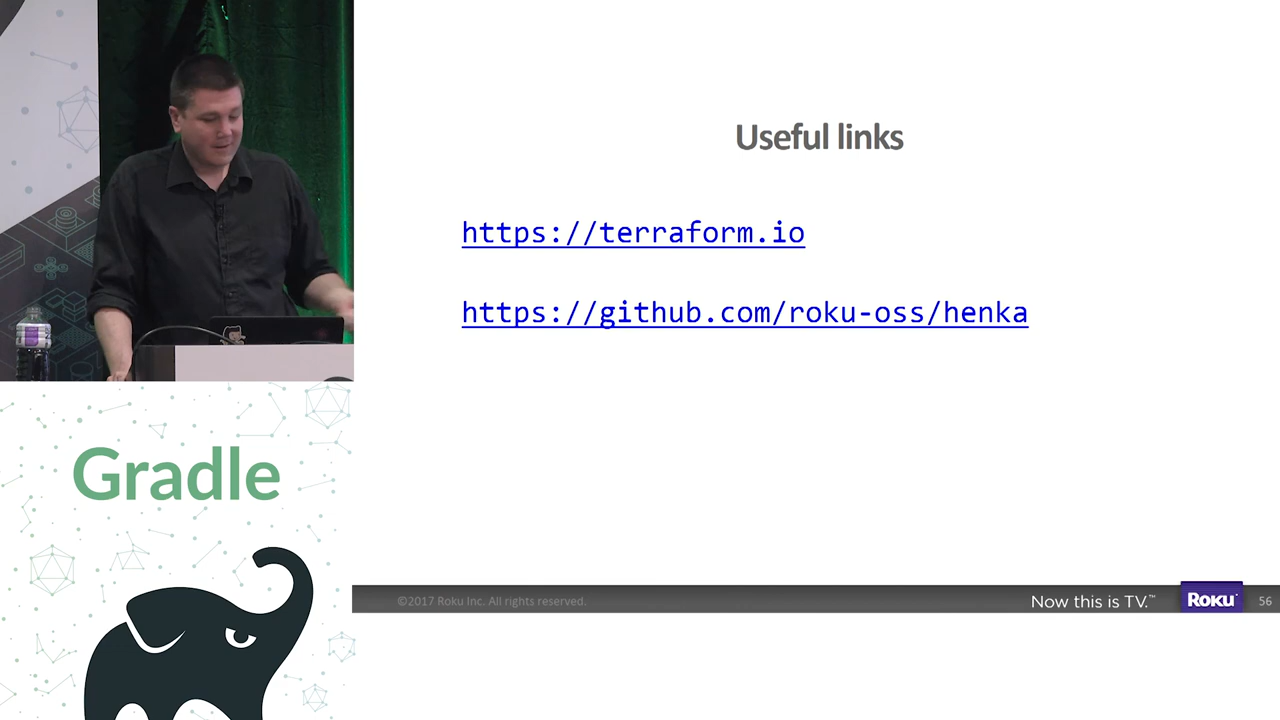 Useful links
https://terraform.io
https://github.com/roku-oss/henka
Gradle
©2017 Roku Inc. All rights reserved.
Now this is TV.™
Roku
56